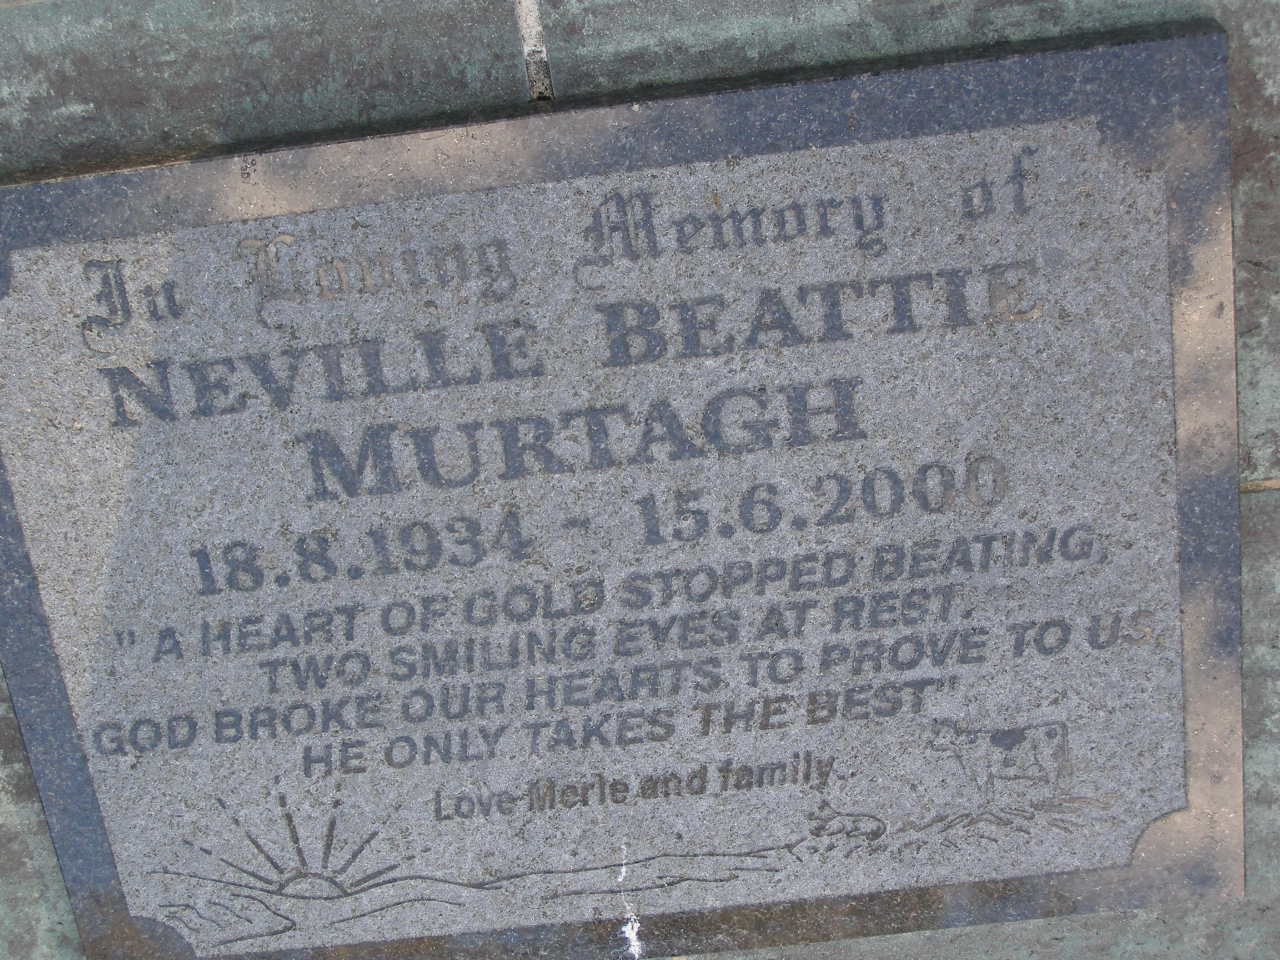 In Loving Memory of
NEVILLE BEATTIE
MURTAGH
18.8.1934 - 15.6.2000
"A HEART OF GOLD STOPPED BEATING,
TWO SMILING EYES AT REST.
GOD BROKE OUR HEARTS TO PROVE TO US.
HE ONLY TAKES THE BEST"
Love Merle and family.